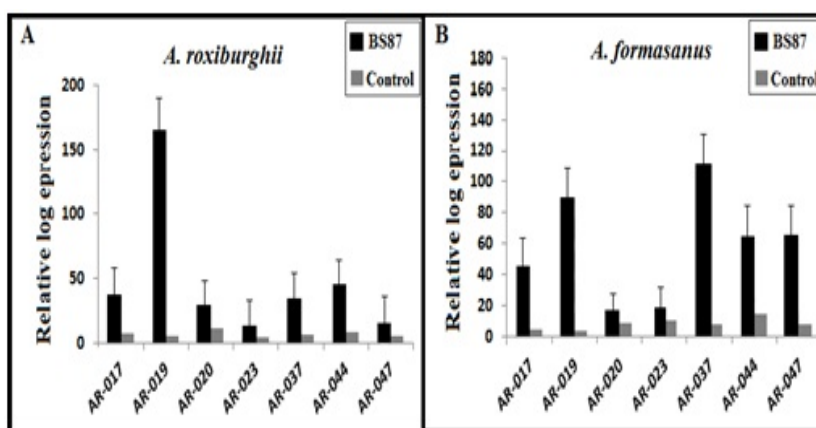 A
A. roxiburghii
BS87
Control
Relative log epression
200
150
100
50
0
AR-017
AR-019
AR-020
AR-023
AR-037
AR-044
AR-047
B
A. formasanus
BS87
Control
Relative log epression
180
160
140
120
100
80
60
40
20
0
AR-017
AR-019
AR-020
AR-023
AR-037
AR-044
AR-047